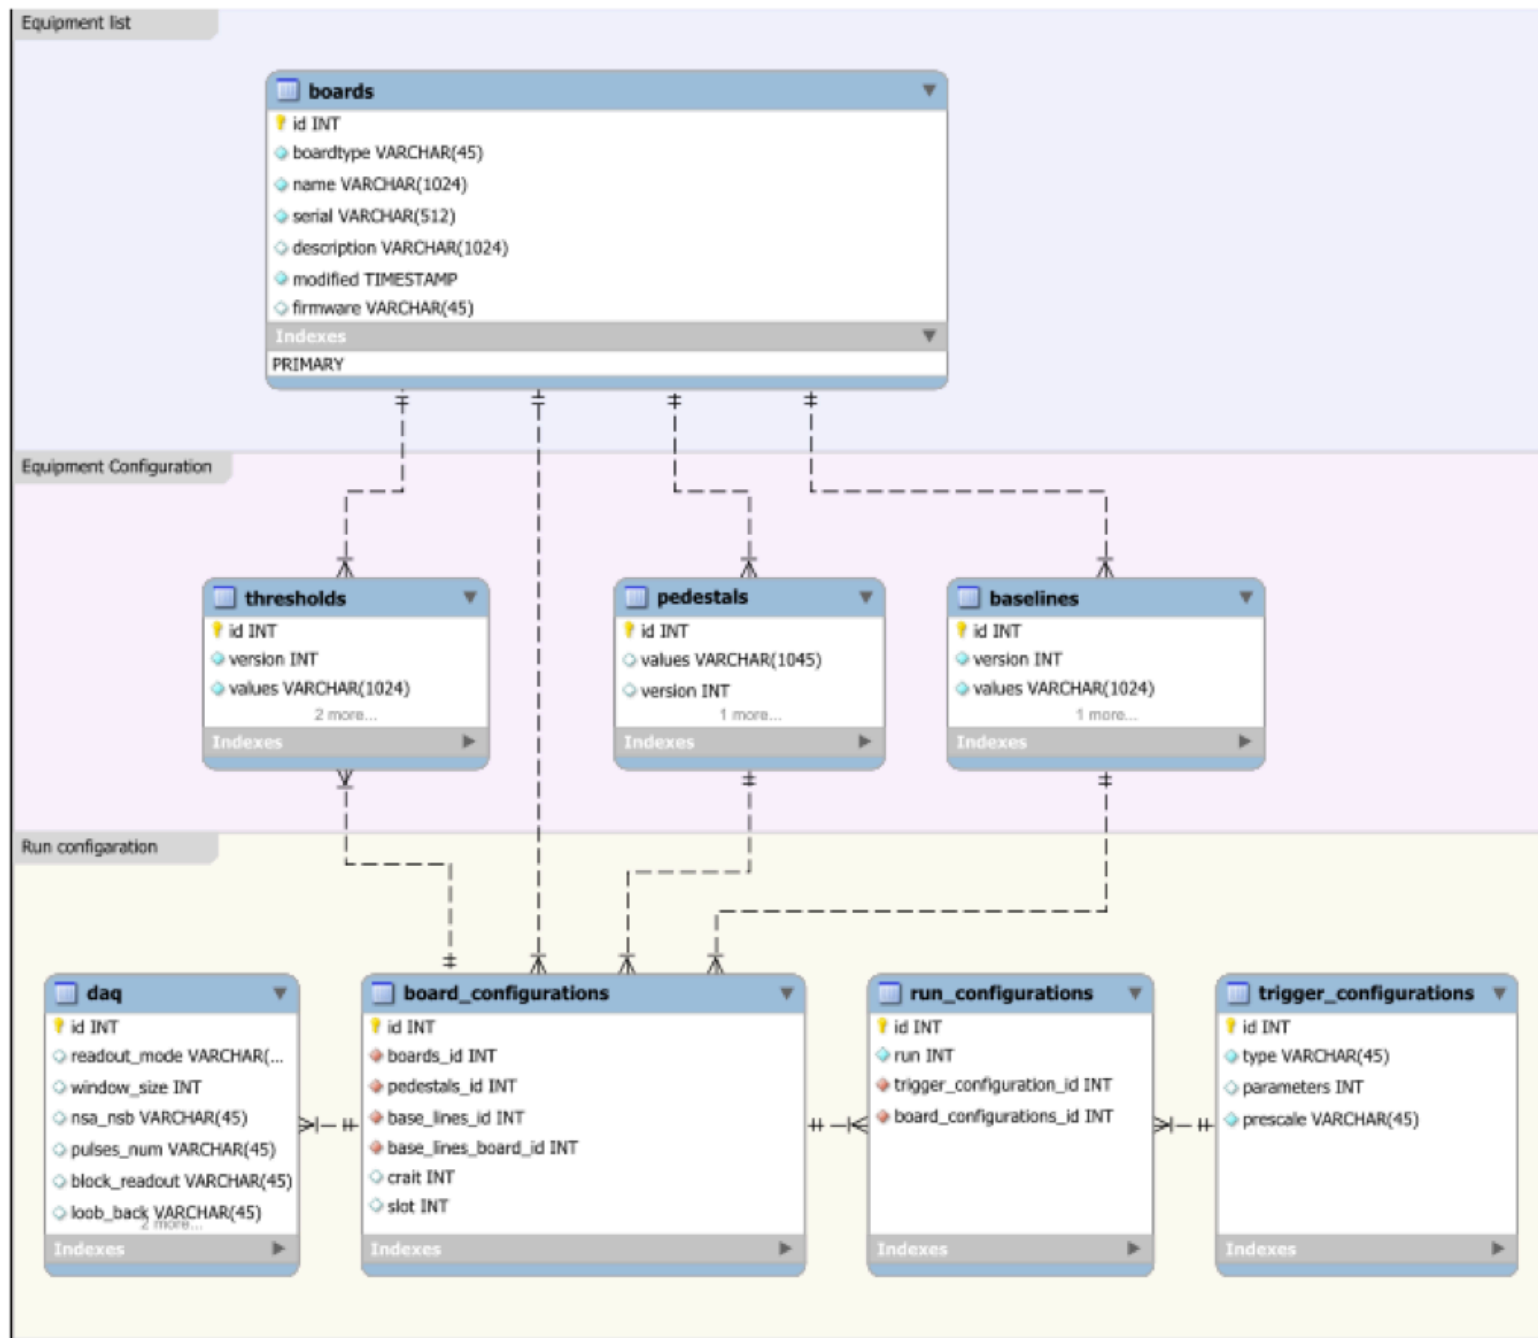 Equipment list
boards
id INT
boardtype VARCHAR(45)
name VARCHAR(1024)
serial VARCHAR(512)
description VARCHAR(1024)
modified TIMESTAMP
firmware VARCHAR(45)
Indexes
PRIMARY
Equipment Configuration
thresholds
id INT
version INT
values VARCHAR(1024)
2 more...
Indexes
pedestals
id INT
values VARCHAR(1045)
version INT
1 more...
Indexes
baselines
id INT
version INT
values VARCHAR(1024)
1 more...
Indexes
Run configaration
daq
id INT
readout_mode VARCHAR(...
window_size INT
nsa_nsb VARCHAR(45)
pulses_num VARCHAR(45)
block_readout VARCHAR(45)
loob_back VARCHAR(45)
2 more...
Indexes
board_configurations
id INT
boards_id INT
pedestals_id INT
base_lines_id INT
base_lines_board_id INT
crait INT
slot INT
Indexes
run_configurations
id INT
run INT
trigger_configuration_id INT
board_configurations_id INT
Indexes
trigger_configurations
id INT
type VARCHAR(45)
parameters INT
prescale VARCHAR(45)
Indexes